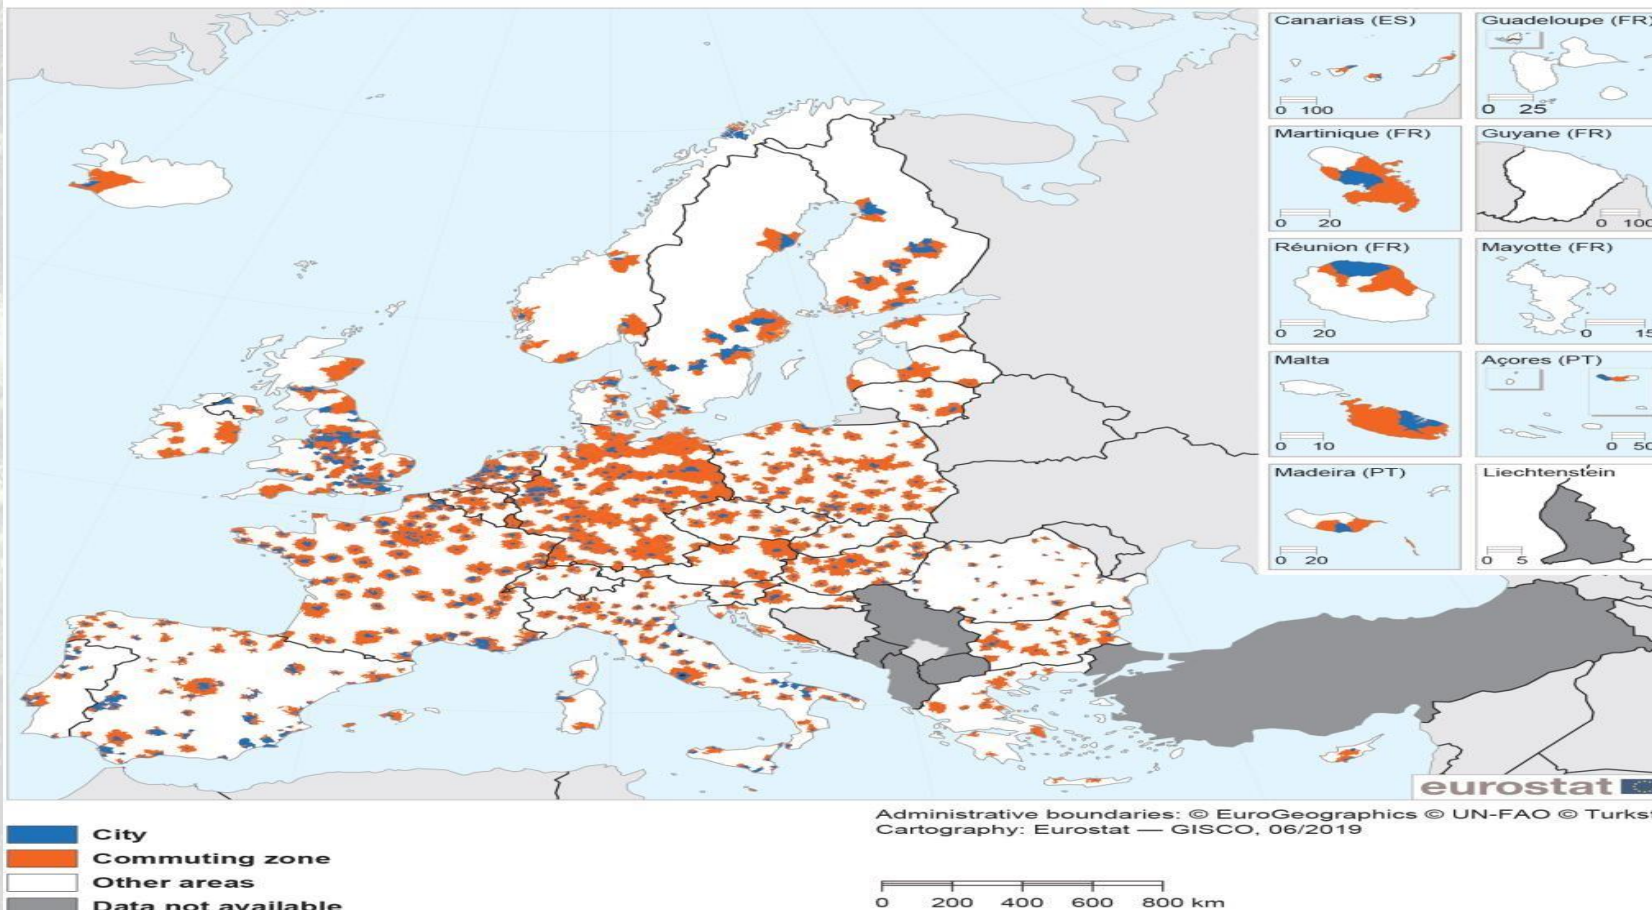 Canarias (ES)
0 100
Guadeloupe (FR)
0 25
Martinique (FR)
0 20
Guyane (FR)
0 100
Réunion (FR)
0 20
Mayotte (FR)
0 15
Malta
0 10
Açores (PT)
0 50
Madeira (PT)
0 20
Liechtenstein
0 5
eurostat
Administrative boundaries: © EuroGeographics © UN-FAO © Turkst
Cartography: Eurostat — GISCO, 06/2019
City
Commuting zone
Other areas
Data not available
0 200 400 600 800 km